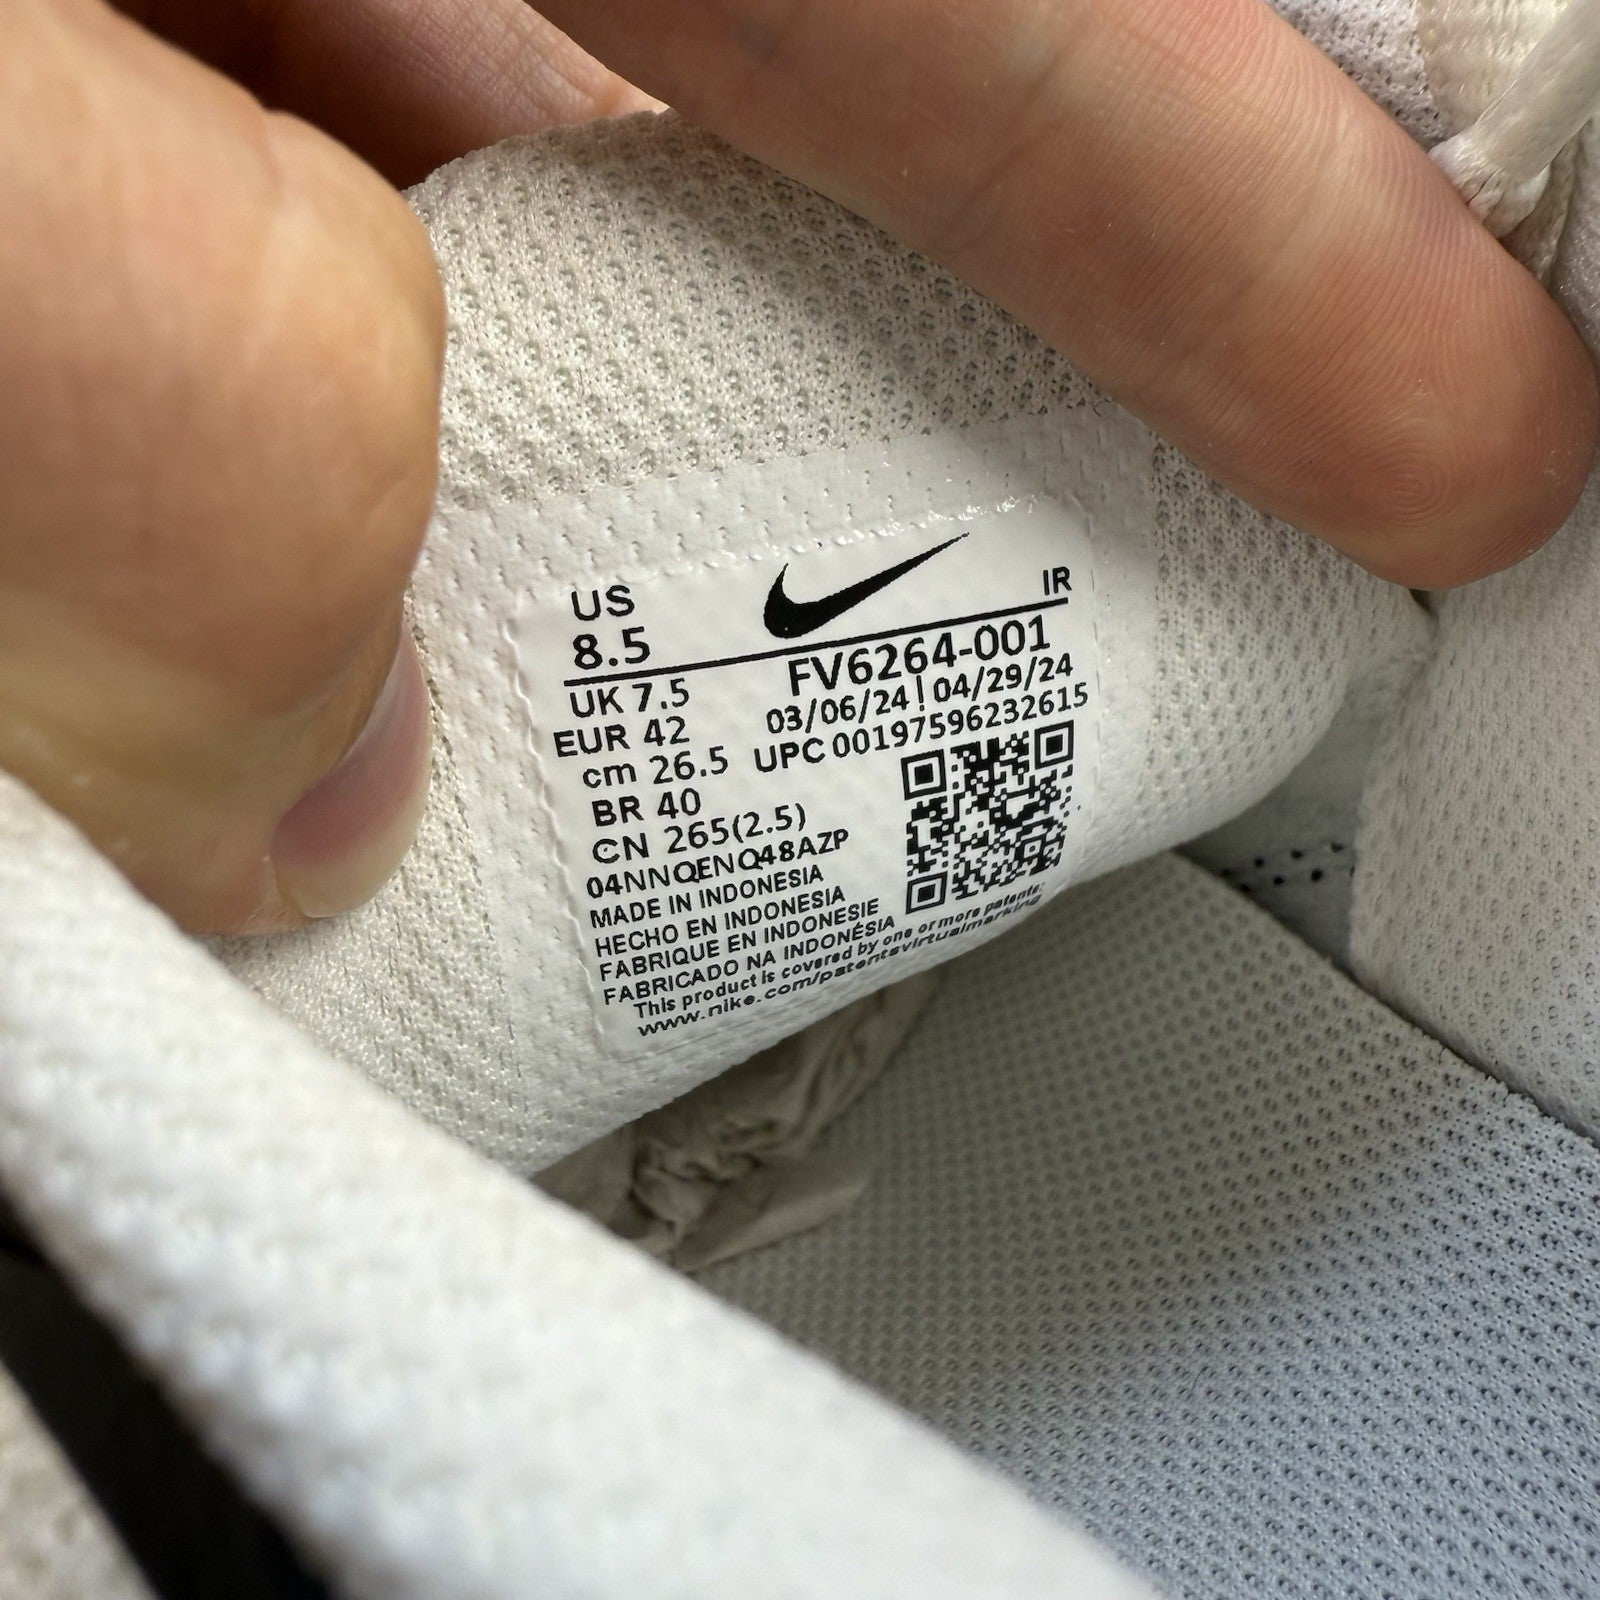 US
8.5
IR
FV6264-001
UK 7.5
03/06/24 | 04/29/24
EUR 42
UPC 00197596232615
cm 26.5
BR 40
CN 265(2.5)
04NNQENQ48AZP
MADE IN INDONESIA
HECHO EN INDONESIA
FABRIQUE EN INDONESIE
FABRICADO NA INDONÉSIA
This product is covered by one or more patents:
www.nike.com/patentsvirtualmarking